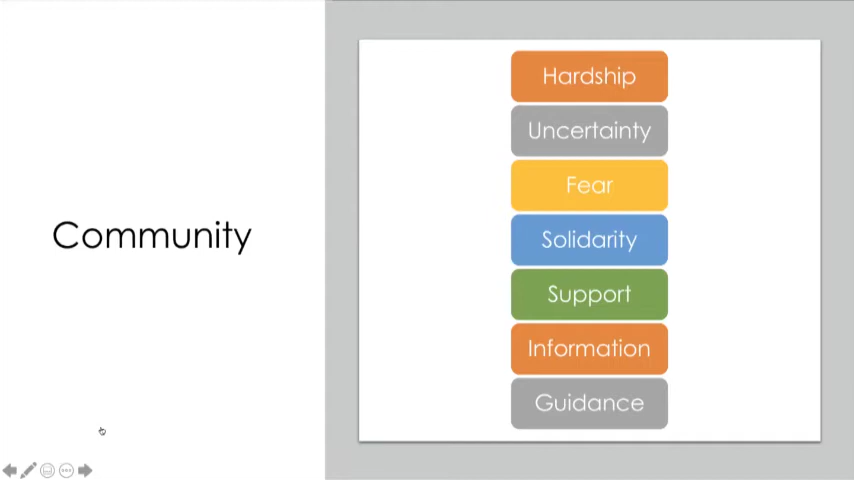 Community
Hardship
Uncertainty
Fear
Solidarity
Support
Information
Guidance